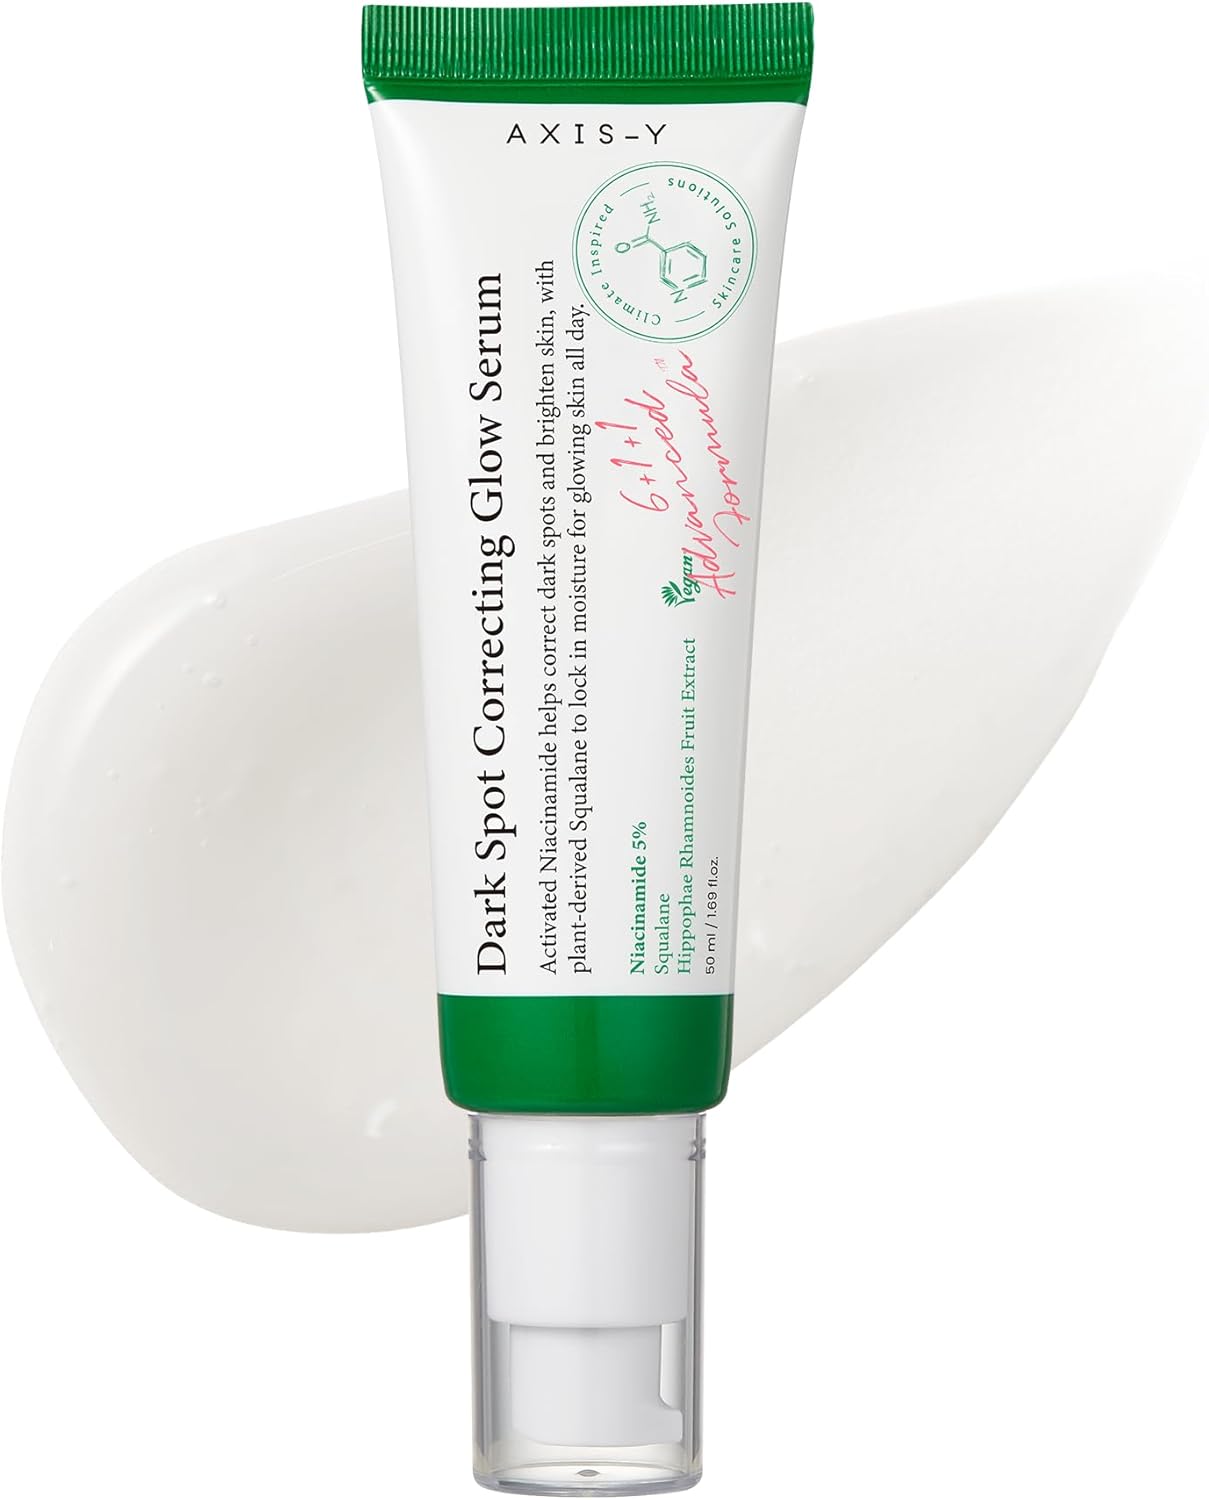 AXIS-Y
Climate Inspired
Skincare Solutions
O
NH₂
N
Dark Spot Correcting Glow Serum
Activated Niacinamide helps correct dark spots and brighten skin, with
plant-derived Squalane to lock in moisture for glowing skin all day.
6+1+1
Advanced
Formula
TM
Vegan
Niacinamide 5%
Squalane
Hippophae Rhamnoides Fruit Extract
50 ml / 1.69 fl.oz.